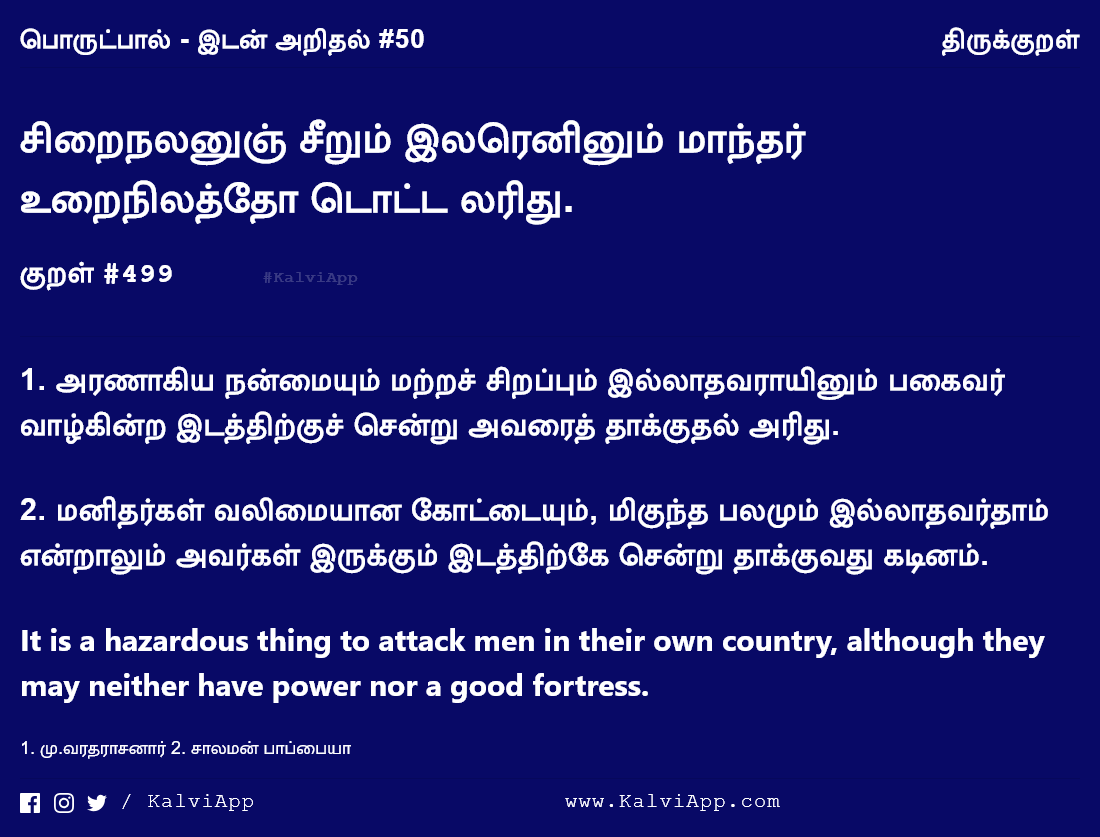 பொருட்பால் - இடன் அறிதல் #50
திருக்குறள்
சிறைநலனுஞ் சீறும் இலரெனினும் மாந்தர்
உறைநிலத்தோ டொட்ட லரிது.
குறள் #499
#KalviApp
1. அரணாகிய நன்மையும் மற்றச் சிறப்பும் இல்லாதவராயினும் பகைவர்
வாழ்கின்ற இடத்திற்குச் சென்று அவரைத் தாக்குதல் அரிது.
2. மனிதர்கள் வலிமையான கோட்டையும், மிகுந்த பலமும் இல்லாதவர்தாம்
என்றாலும் அவர்கள் இருக்கும் இடத்திற்கே சென்று தாக்குவது கடினம்.
It is a hazardous thing to attack men in their own country, although they
may neither have power nor a good fortress.
1. மு.வரதராசனார் 2. சாலமன் பாப்பையா
/ KalviApp
www.KalviApp.com